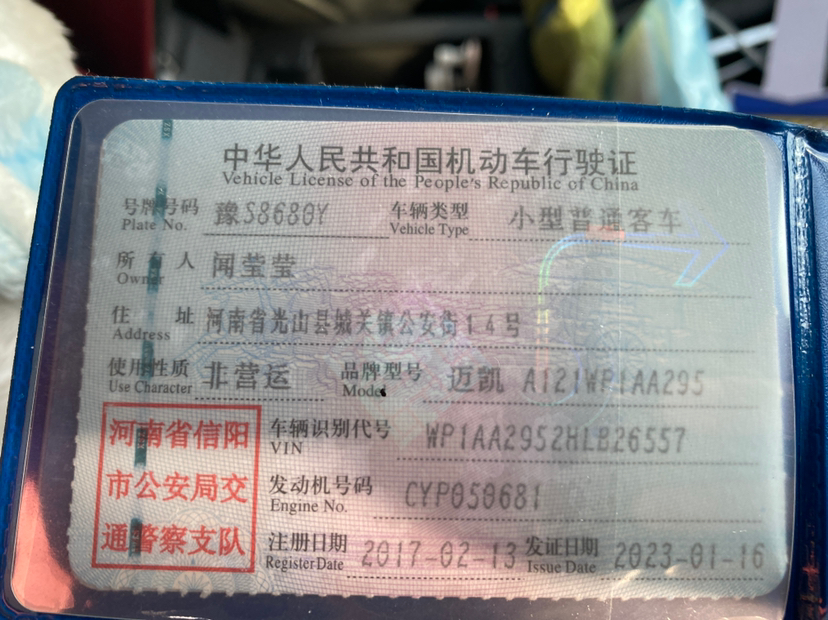 中华人民共和国机动车行驶证
Vehicle License of the People's Republic of China
号牌号码 豫S8680Y 车辆类型 小型普通客车
Plate No. Vehicle Type
所有人 闻莹莹
Owner
住址 河南省光山县城关镇公安街14号
Address
使用性质 非营运 品牌型号 迈凯 A121WP1AA295
Use Character Model
河南省信阳
市公安局交
通警察支队
车辆识别代号 WP1AA2952HLB26557
VIN
发动机号码 CYP050681
Engine No.
注册日期 2017-02-13 发证日期 2023-01-16
Register Date Issue Date